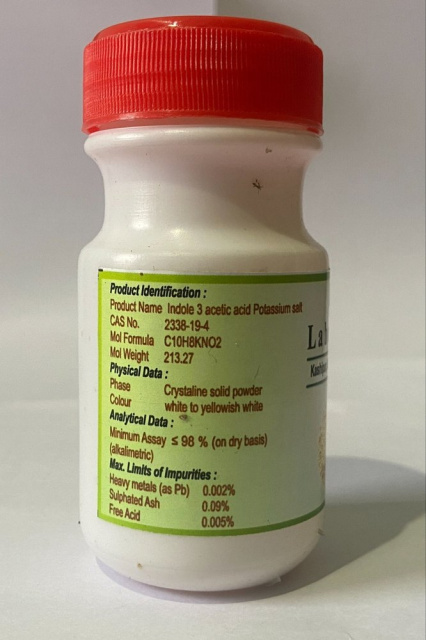 Product Identification :
Product Name Indole 3 acetic acid Potassium salt
CAS No. 2338-19-4
Mol Formula C10H8KNO2
Mol Weight 213.27
Physical Data :
Phase Crystaline solid powder
Colour white to yellowish white
Analytical Data :
Minimum Assay ≤ 98 % (on dry basis)
(alkalimetric)
Max. Limits of Impurities :
Heavy metals (as Pb) 0.002%
Sulphated Ash 0.09%
Free Acid 0.005%